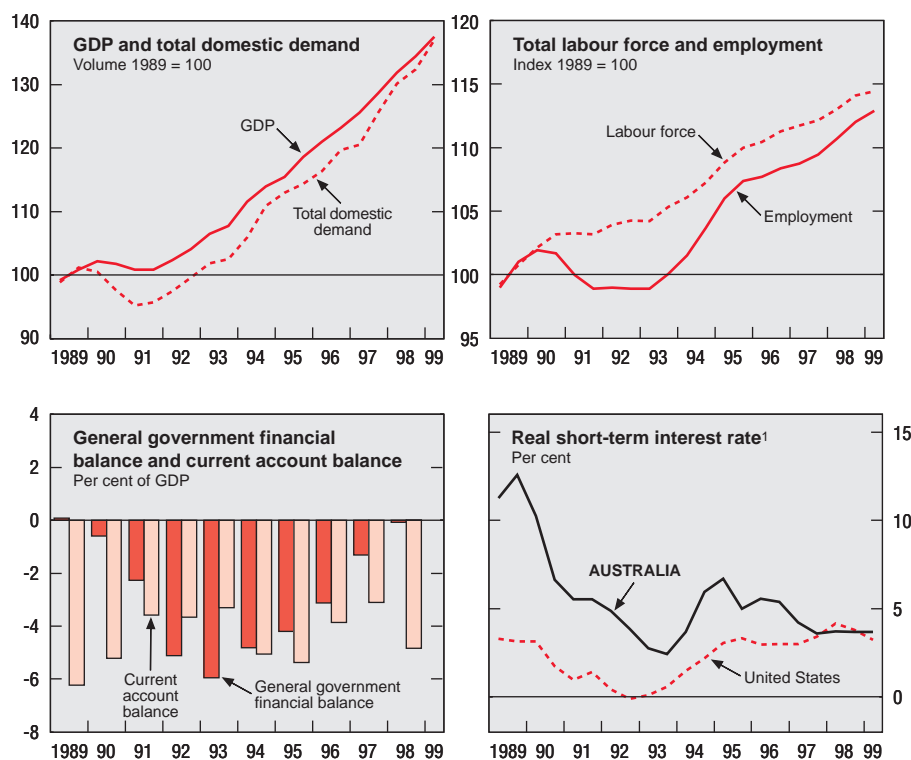 GDP and total domestic demand
Volume 1989 = 100
140
130
120
110
100
90
GDP
Total domestic
demand
1989 90 91 92 93 94 95 96 97 98 99
Total labour force and employment
Index 1989 = 100
120
115
110
105
100
95
Labour force
Employment
1989 90 91 92 93 94 95 96 97 98 99
General government financial
balance and current account balance
Per cent of GDP
4
2
0
-2
-4
-6
-8
Current
account
balance
General government
financial balance
1989 90 91 92 93 94 95 96 97 98 99
Real short-term interest rate1
Per cent
15
10
5
0
AUSTRALIA
United States
1989 90 91 92 93 94 95 96 97 98 99